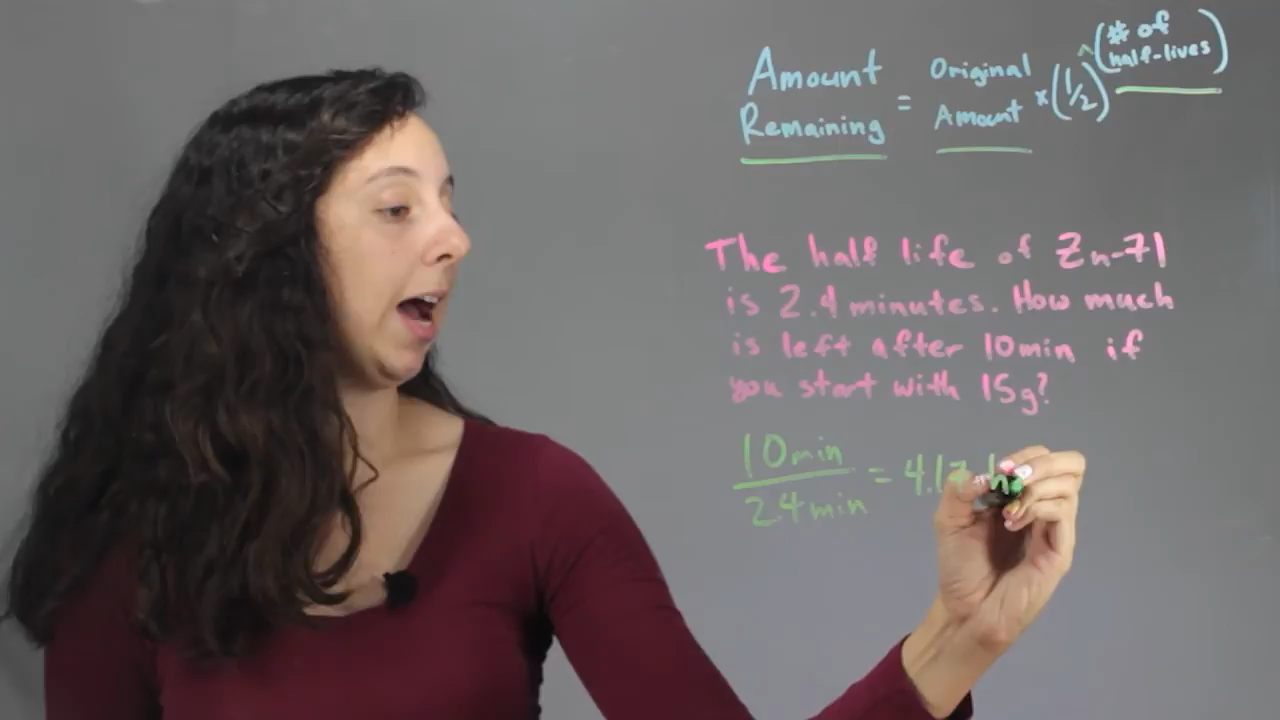 Amount Remaining = Original Amount × (1/2)^(# of half-lives)
The half life of Zn-71
is 2.4 minutes. How much
is left after 10min if
you start with 15g?
10min
2.4min
= 4.17 h